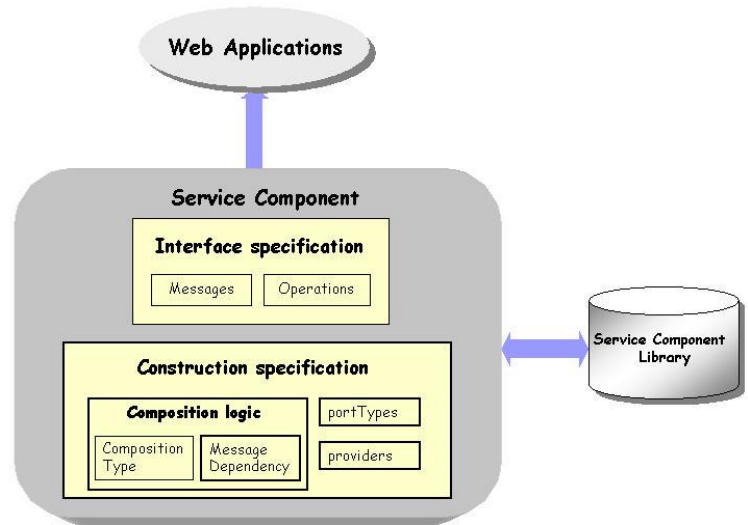 Web Applications
Service Component
Interface specification
Messages
Operations
Service Component
Library
Construction specification
Composition logic
portTypes
Composition
Type
Message
Dependency
providers